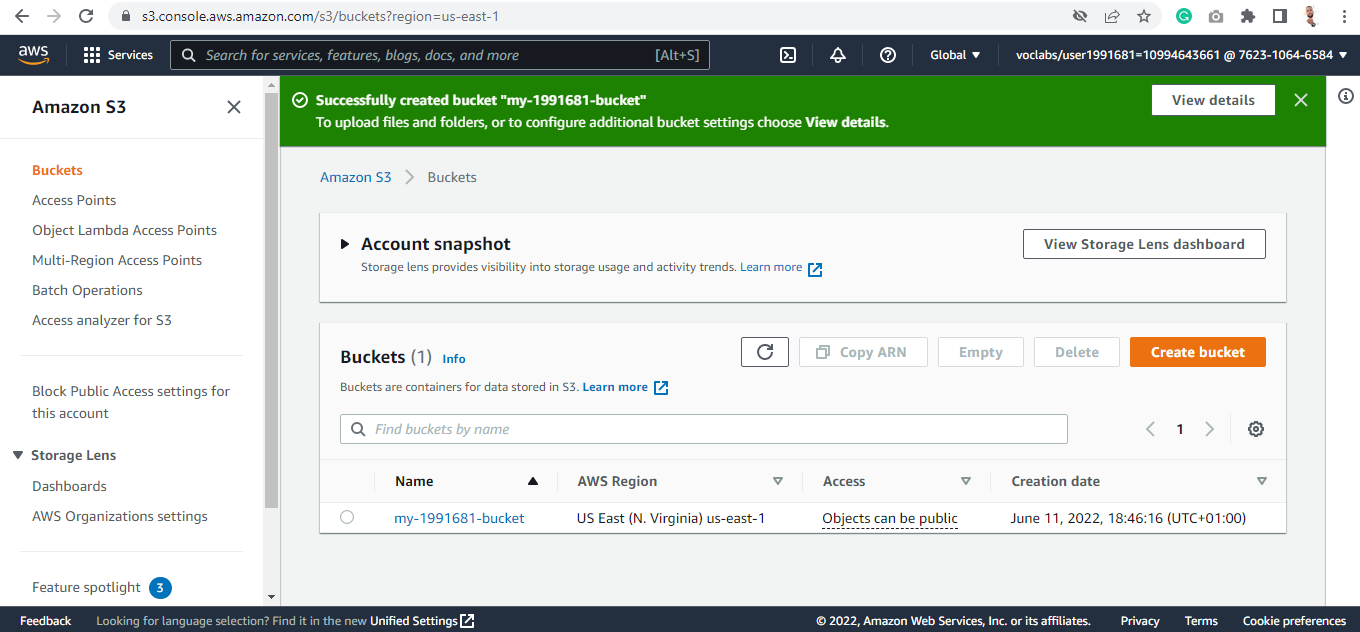 s3.console.aws.amazon.com/s3/buckets?region=us-east-1
aws
Services
Search for services, features, blogs, docs, and more
[Alt+S]
Global
voclabs/user1991681=10994643661 @ 7623-1064-6584
Amazon S3
Buckets
Access Points
Object Lambda Access Points
Multi-Region Access Points
Batch Operations
Access analyzer for S3
Block Public Access settings for
this account
Storage Lens
Dashboards
AWS Organizations settings
Feature spotlight 3
Successfully created bucket "my-1991681-bucket"
To upload files and folders, or to configure additional bucket settings choose View details.
View details
Amazon S3
Buckets
Account snapshot
Storage lens provides visibility into storage usage and activity trends. Learn more
View Storage Lens dashboard
Buckets (1) Info
Buckets are containers for data stored in S3. Learn more
Copy ARN
Empty
Delete
Create bucket
Find buckets by name
1
Name
AWS Region
Access
Creation date
my-1991681-bucket
US East (N. Virginia) us-east-1
Objects can be public
June 11, 2022, 18:46:16 (UTC+01:00)
Feedback
Looking for language selection? Find it in the new Unified Settings
© 2022, Amazon Web Services, Inc. or its affiliates.
Privacy
Terms
Cookie preferences